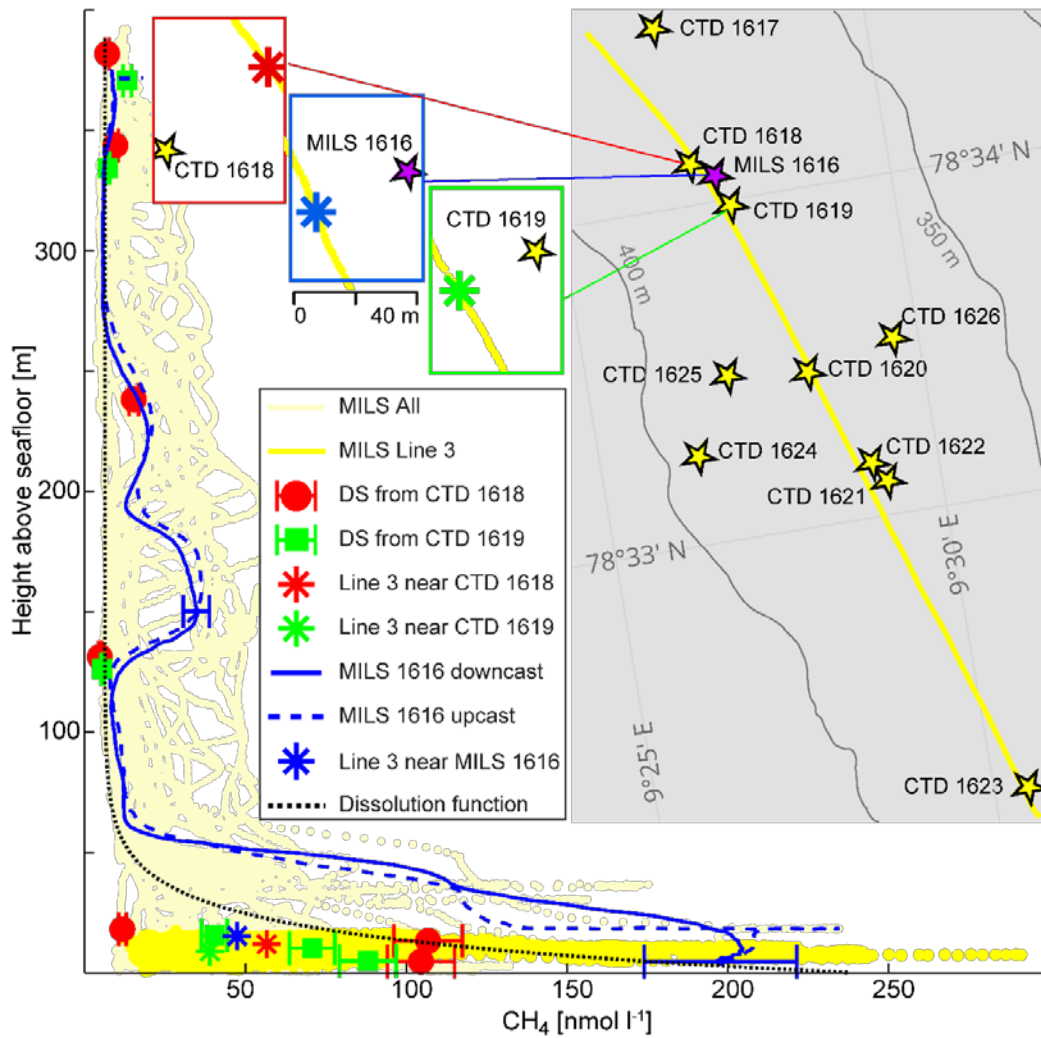 CTD 1617
CTD 1618
MILS 1616
CTD 1619
78°34' N
350 m
400 m
CTD 1626
CTD 1625
CTD 1620
CTD 1624
CTD 1622
CTD 1621
78°33' N
9°30' E
9°25' E
CTD 1623
CTD 1618
MILS 1616
CTD 1619
0
40 m
Height above seafloor [m]
300
200
100
MILS All
MILS Line 3
DS from CTD 1618
DS from CTD 1619
Line 3 near CTD 1618
Line 3 near CTD 1619
MILS 1616 downcast
MILS 1616 upcast
Line 3 near MILS 1616
Dissolution function
50
100
150
200
250
CH₄ [nmol l⁻¹]